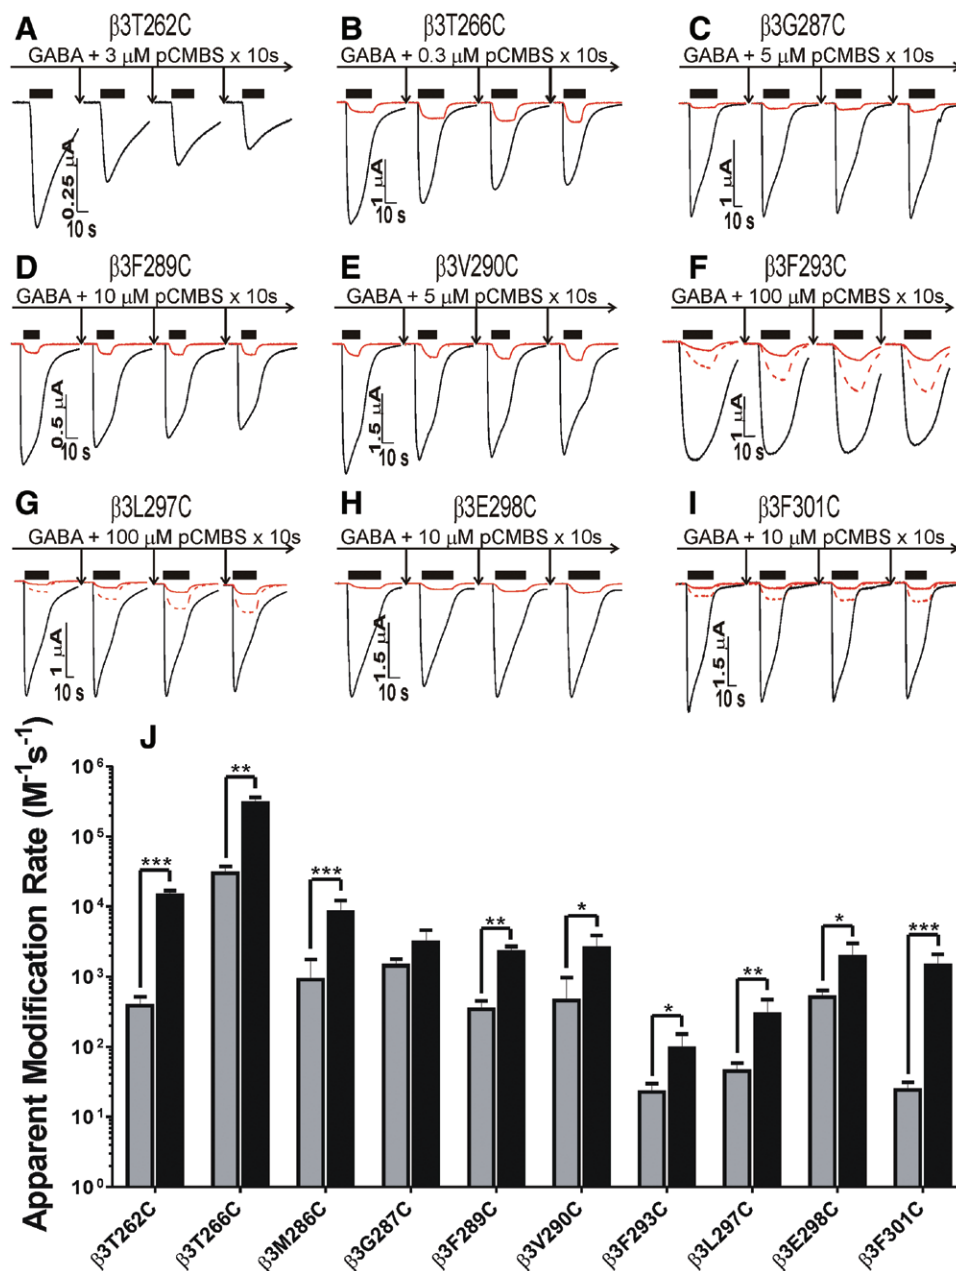 A β3T262C
GABA + 3 μM pCMBS x 10s
0.25 μA
10 s
B β3T266C
GABA + 0.3 μM pCMBS x 10s
1 μA
10 s
C β3G287C
GABA + 5 μM pCMBS x 10s
1 μA
10 s
D β3F289C
GABA + 10 μM pCMBS x 10s
0.5 μA
10 s
E β3V290C
GABA + 5 μM pCMBS x 10s
1.5 μA
10 s
F β3F293C
GABA + 100 μM pCMBS x 10s
1 μA
10 s
G β3L297C
GABA + 100 μM pCMBS x 10s
1 μA
10 s
H β3E298C
GABA + 10 μM pCMBS x 10s
1.5 μA
10 s
I β3F301C
GABA + 10 μM pCMBS x 10s
1.5 μA
10 s
J
Apparent Modification Rate (M⁻¹s⁻¹)
10⁶
10⁵
10⁴
10³
10²
10¹
10⁰
***
**
***
**
*
*
**
*
***
β3T262C
β3T266C
β3M286C
β3G287C
β3F289C
β3V290C
β3F293C
β3L297C
β3E298C
β3F301C